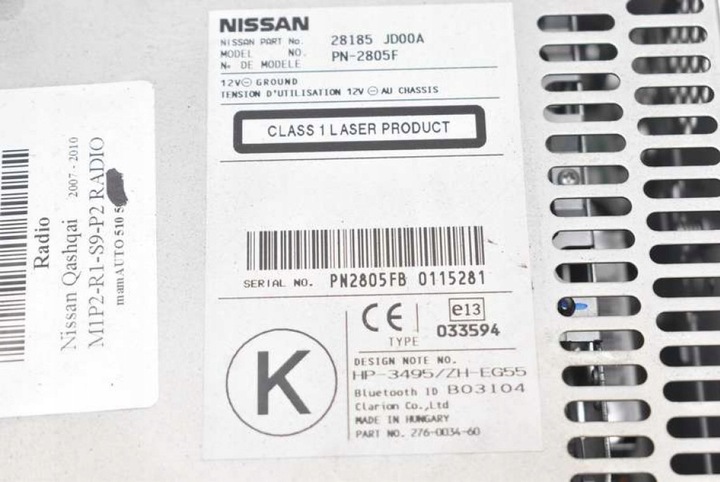 NISSAN
NISSAN PART No. 28185 JD00A
MODEL NO. PN-2805F
N° DE MODELE
12V⊖ GROUND
TENSION D'UTILISATION 12V ⊖ AU CHASSIS
CLASS 1 LASER PRODUCT
SERIAL NO. PN2805FB 0115281
CE e13
TYPE 033594
K
DESIGN NOTE NO.
HP-3495/ZH-EG55
Bluetooth ID B03104
Clarion Co.,Ltd
MADE IN HUNGARY
PART NO. 276-0034-60
Radio
Nissan Qashqai 2007 - 2010
M1P2-R1-S9-P2 RADIO
mamAUTO 510